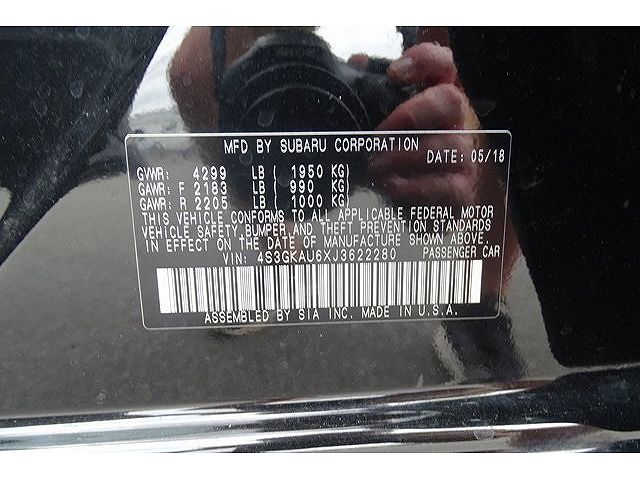 MFD BY SUBARU CORPORATION
DATE: 05/18
GVWR: 4299 LB ( 1950 KG)
GAWR: F 2183 LB ( 990 KG)
GAWR: R 2205 LB ( 1000 KG)
THIS VEHICLE CONFORMS TO ALL APPLICABLE FEDERAL MOTOR
VEHICLE SAFETY,BUMPER,AND THEFT PREVENTION STANDARDS
IN EFFECT ON THE DATE OF MANUFACTURE SHOWN ABOVE.
VIN: 4S3GKAU6XJ3622280 PASSENGER CAR
ASSEMBLED BY SIA INC. MADE IN U.S.A.